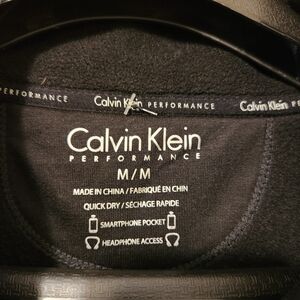 PERFORMANCE Calvin Klein PERFORMANCE Calvin Klein PERFORM
Calvin Klein
PERFORMANCE
M/M
MADE IN CHINA / FABRIQUÉ EN CHIN
QUICK DRY / SÉCHAGE RAPIDE
SMARTPHONE POCKET
HEADPHONE ACCESS